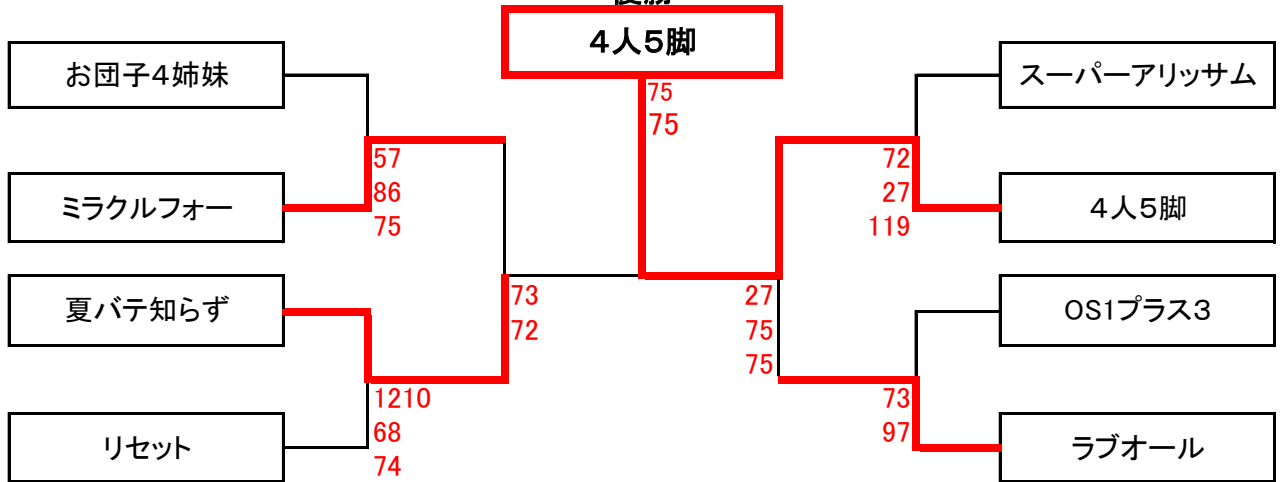 優勝
４人５脚
75
75
お団子４姉妹
ミラクルフォー
57
86
75
夏バテ知らず
リセット
1210
68
74
73
72
スーパーアリッサム
４人５脚
72
27
119
OS1プラス3
ラブオール
73
97
27
75
75